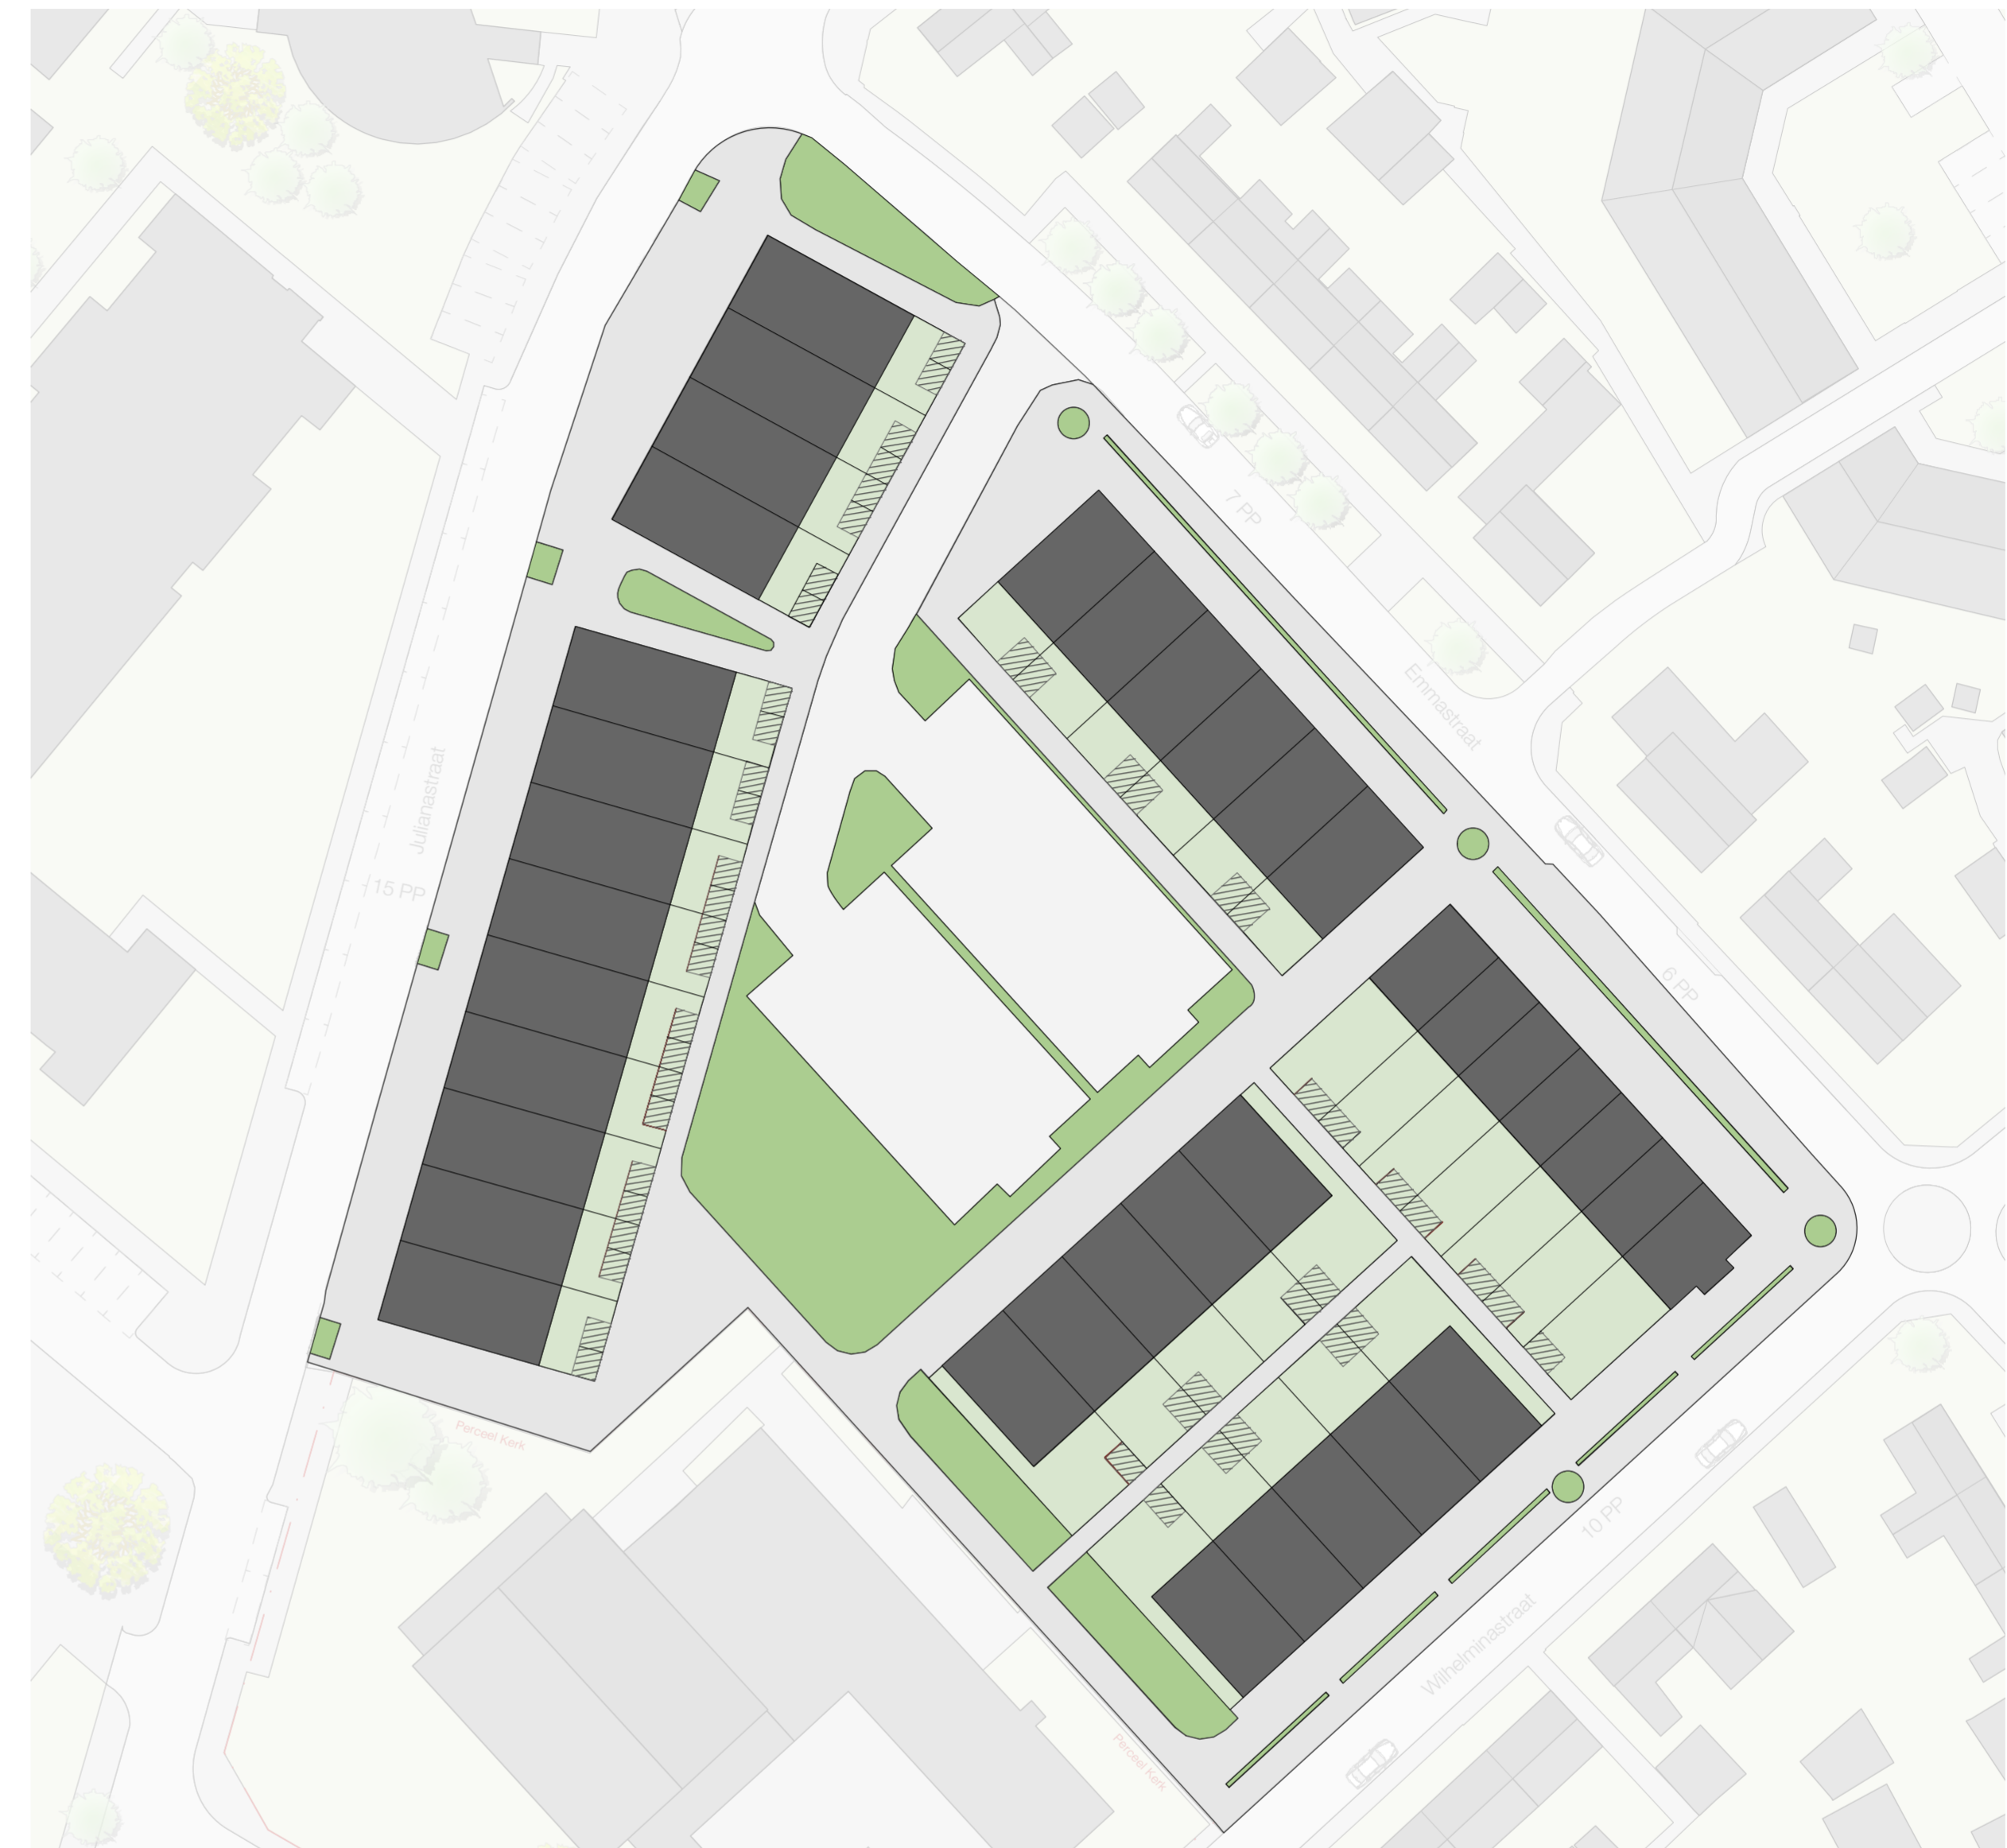 7 PP
Emmastraat
Julianastraat
15 PP
6 PP
Perceel Kerk
10 PP
Wilhelminastraat
Perceel Kerk